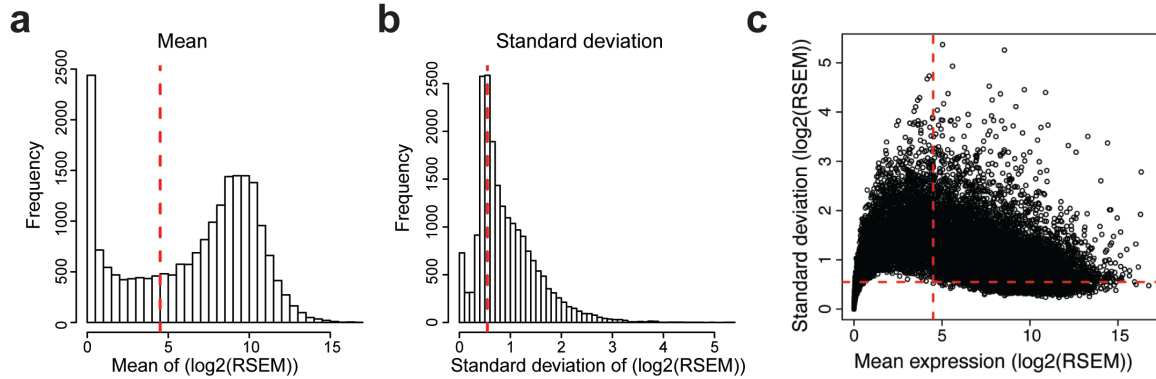 a
Mean
Frequency
0
500
1000
1500
2000
2500
0
5
10
15
Mean of (log2(RSEM))
b
Standard deviation
Frequency
0
500
1000
1500
2000
2500
0
1
2
3
4
5
Standard deviation of (log2(RSEM))
c
Standard deviation (log2(RSEM))
0
1
2
3
4
5
0
5
10
15
Mean expression (log2(RSEM))